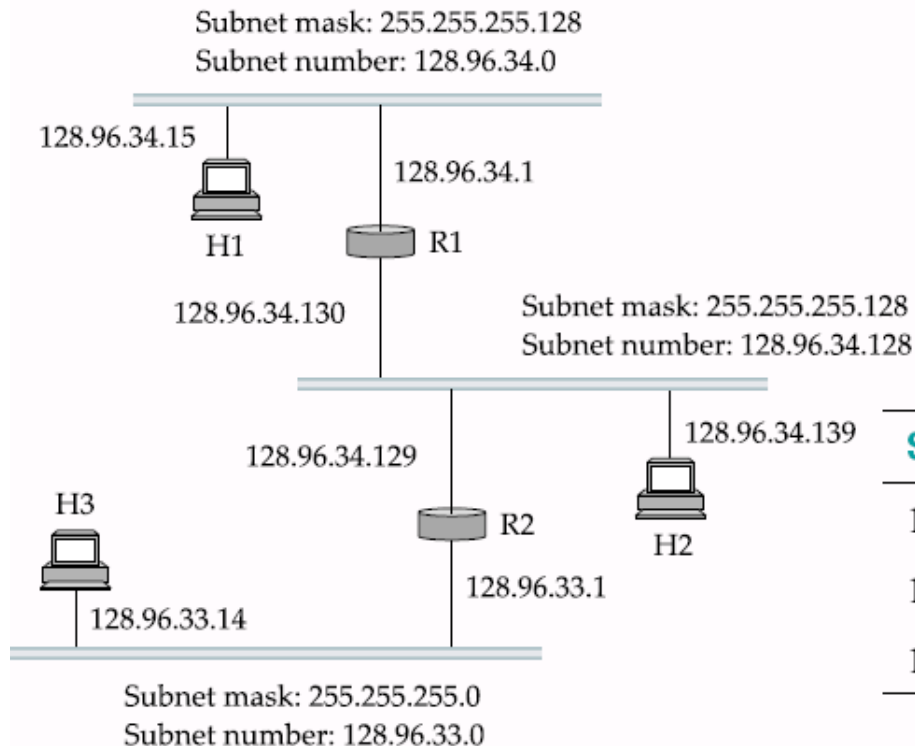 Subnet mask: 255.255.255.128
Subnet number: 128.96.34.0
128.96.34.15
128.96.34.1
H1
R1
128.96.34.130
Subnet mask: 255.255.255.128
Subnet number: 128.96.34.128
128.96.34.129
128.96.34.139
H3
R2
H2
128.96.33.1
128.96.33.14
Subnet mask: 255.255.255.0
Subnet number: 128.96.33.0